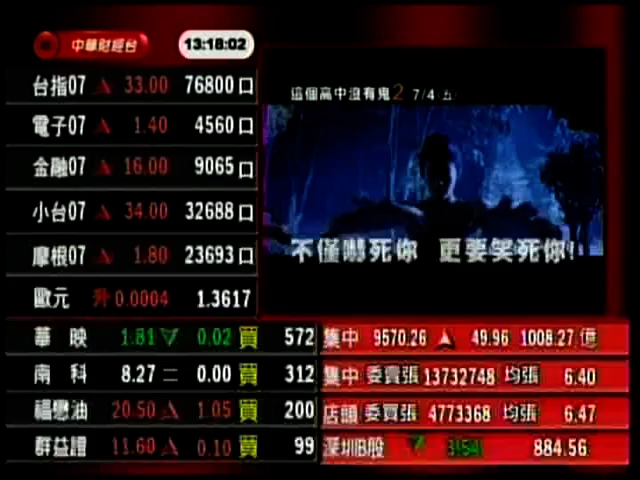 中華財經台 13:18:02
台指07 ▲ 33.00 76800口
電子07 ▲ 1.40 4560口
金融07 ▲ 16.00 9065口
小台07 ▲ 34.00 32688口
摩根07 ▲ 1.80 23693口
歐元 升0.0004 1.3617
這個高中沒有鬼2 7/4 五
不僅嚇死你 更要笑死你!
華映 1.81 ▽ 0.02 買 572
南科 8.27 = 0.00 買 312
福懋油 20.50 △ 1.05 買 200
群益證 11.60 △ 0.10 買 99
集中 9570.26 ▲ 49.96 1008.27億
集中 委買張 13732748 均張 6.40
店頭 委買張 4773368 均張 6.47
深圳B股 ▼ 884.56